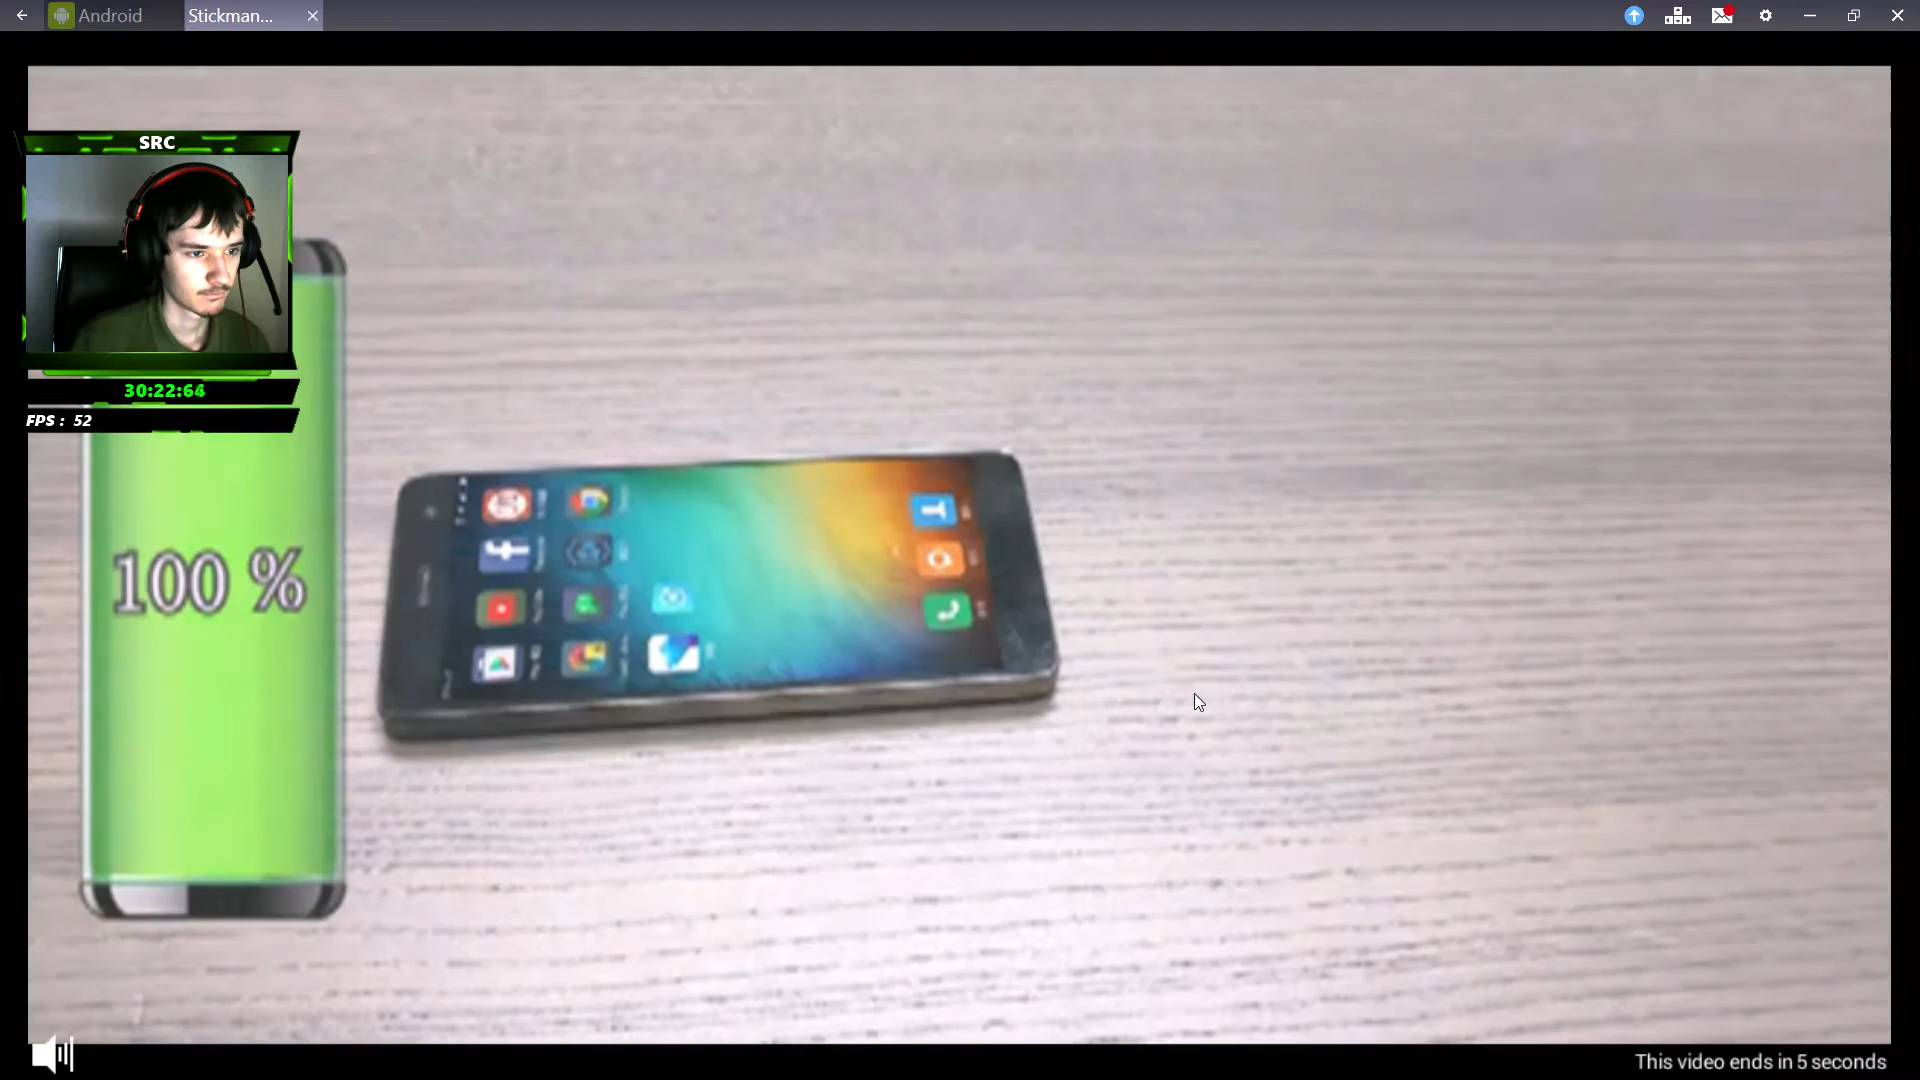 Android
Stickman...
SRC
30:22:64
FPS : 52
100 %
This video ends in 5 seconds